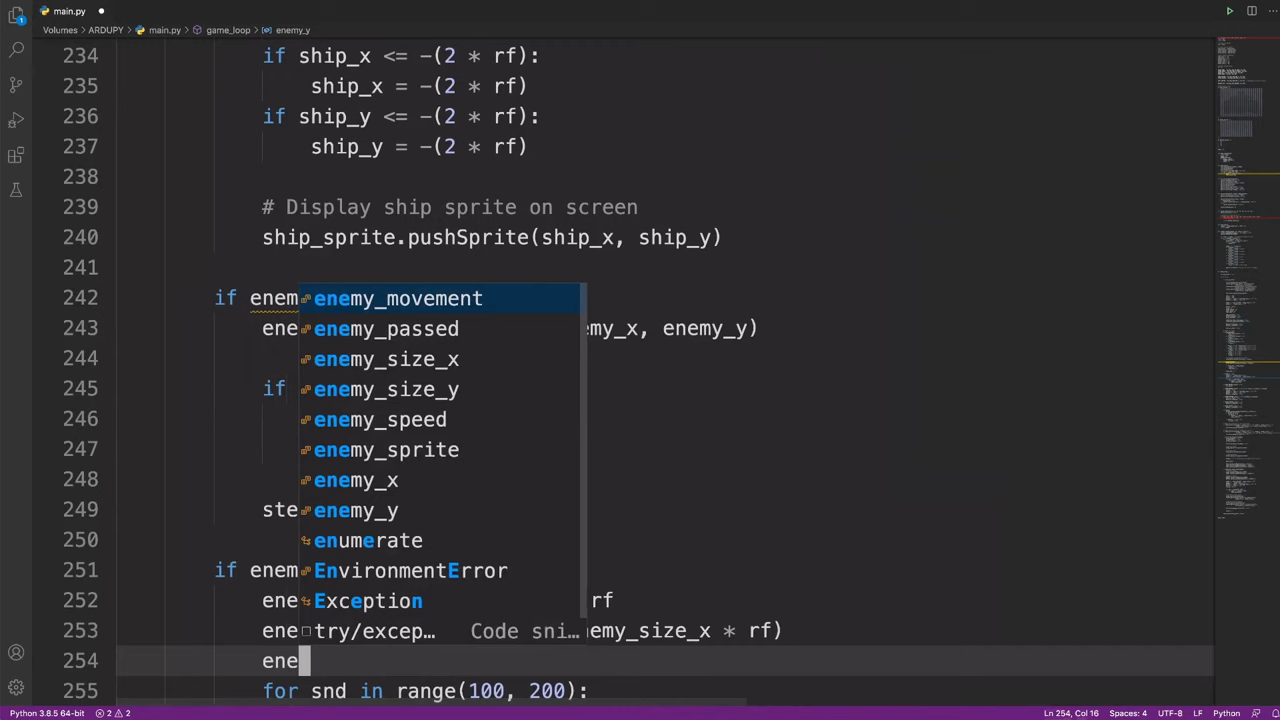 main.py
Volumes ARDUPY main.py game_loop enemy_y
1
234 if ship_x <= -(2 * rf):
235 ship_x = -(2 * rf)
236 if ship_y <= -(2 * rf):
237 ship_y = -(2 * rf)
238
239 # Display ship sprite on screen
240 ship_sprite.pushSprite(ship_x, ship_y)
241
242 if enem
243 ene emy_x, enemy_y)
244
245 if
246
247
248
249 ste
250
251 if enem
252 ene rf
253 ene nemy_size_x * rf)
254 ene
255 for snd in range(100, 200):
enemy_movement
enemy_passed
enemy_size_x
enemy_size_y
enemy_speed
enemy_sprite
enemy_x
enemy_y
enumerate
EnvironmentError
Exception
try/excep… Code sni…
Python 3.8.5 64-bit 2 2 Ln 254, Col 16 Spaces: 4 UTF-8 LF Python